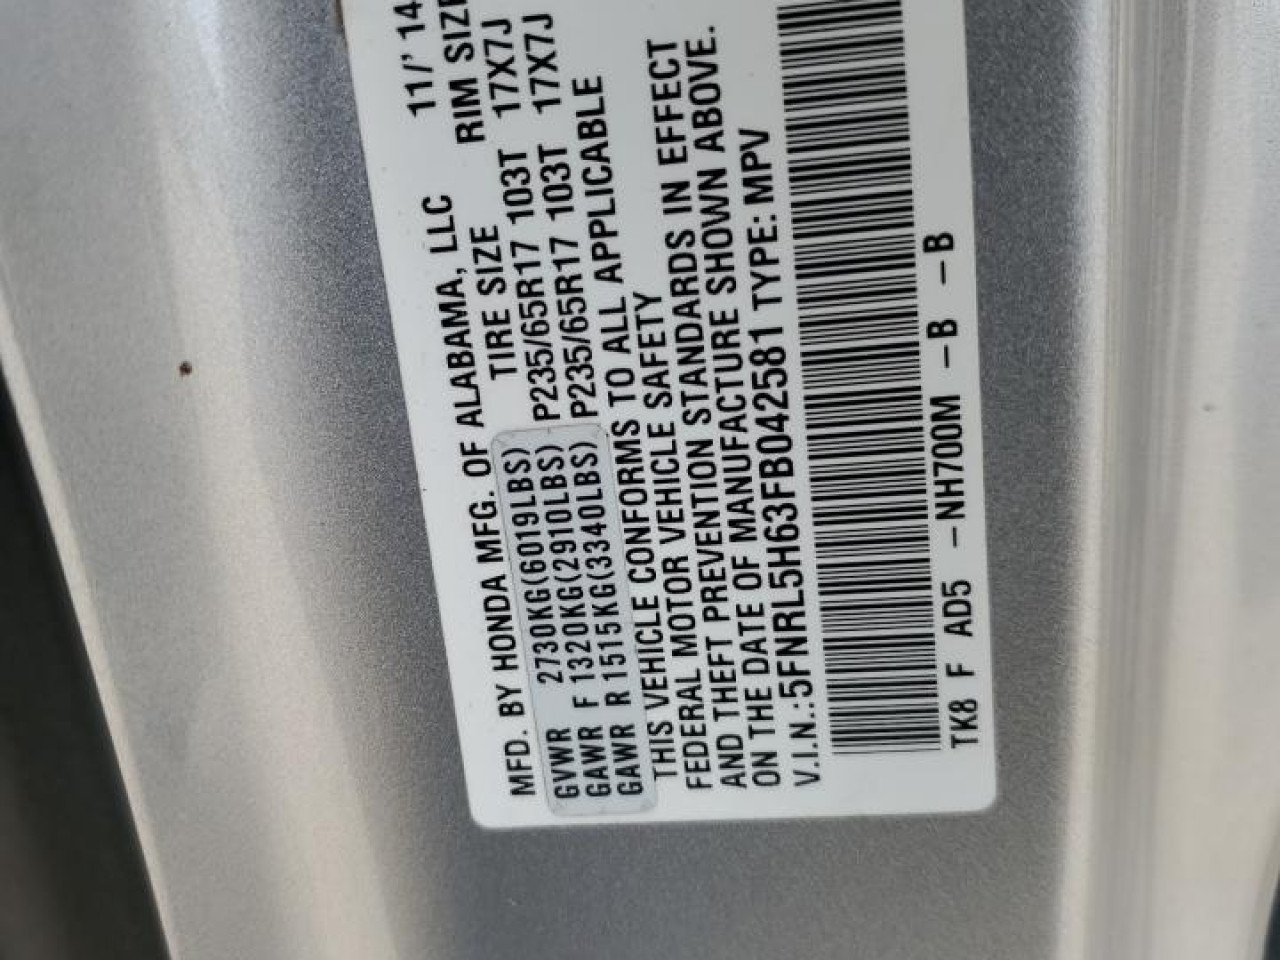 MFD. BY HONDA MFG. OF ALABAMA, LLC 11/' 14
TIRE SIZE RIM SIZE
GVWR 2730KG(6019LBS) P235/65R17 103T 17X7J
GAWR F 1320KG(2910LBS) P235/65R17 103T 17X7J
GAWR R 1515KG(3340LBS)
THIS VEHICLE CONFORMS TO ALL APPLICABLE
FEDERAL MOTOR VEHICLE SAFETY
AND THEFT PREVENTION STANDARDS IN EFFECT
ON THE DATE OF MANUFACTURE SHOWN ABOVE.
V.I.N.:5FNRL5H63FB042581 TYPE: MPV
TK8 F AD5 –NH700M –B –B